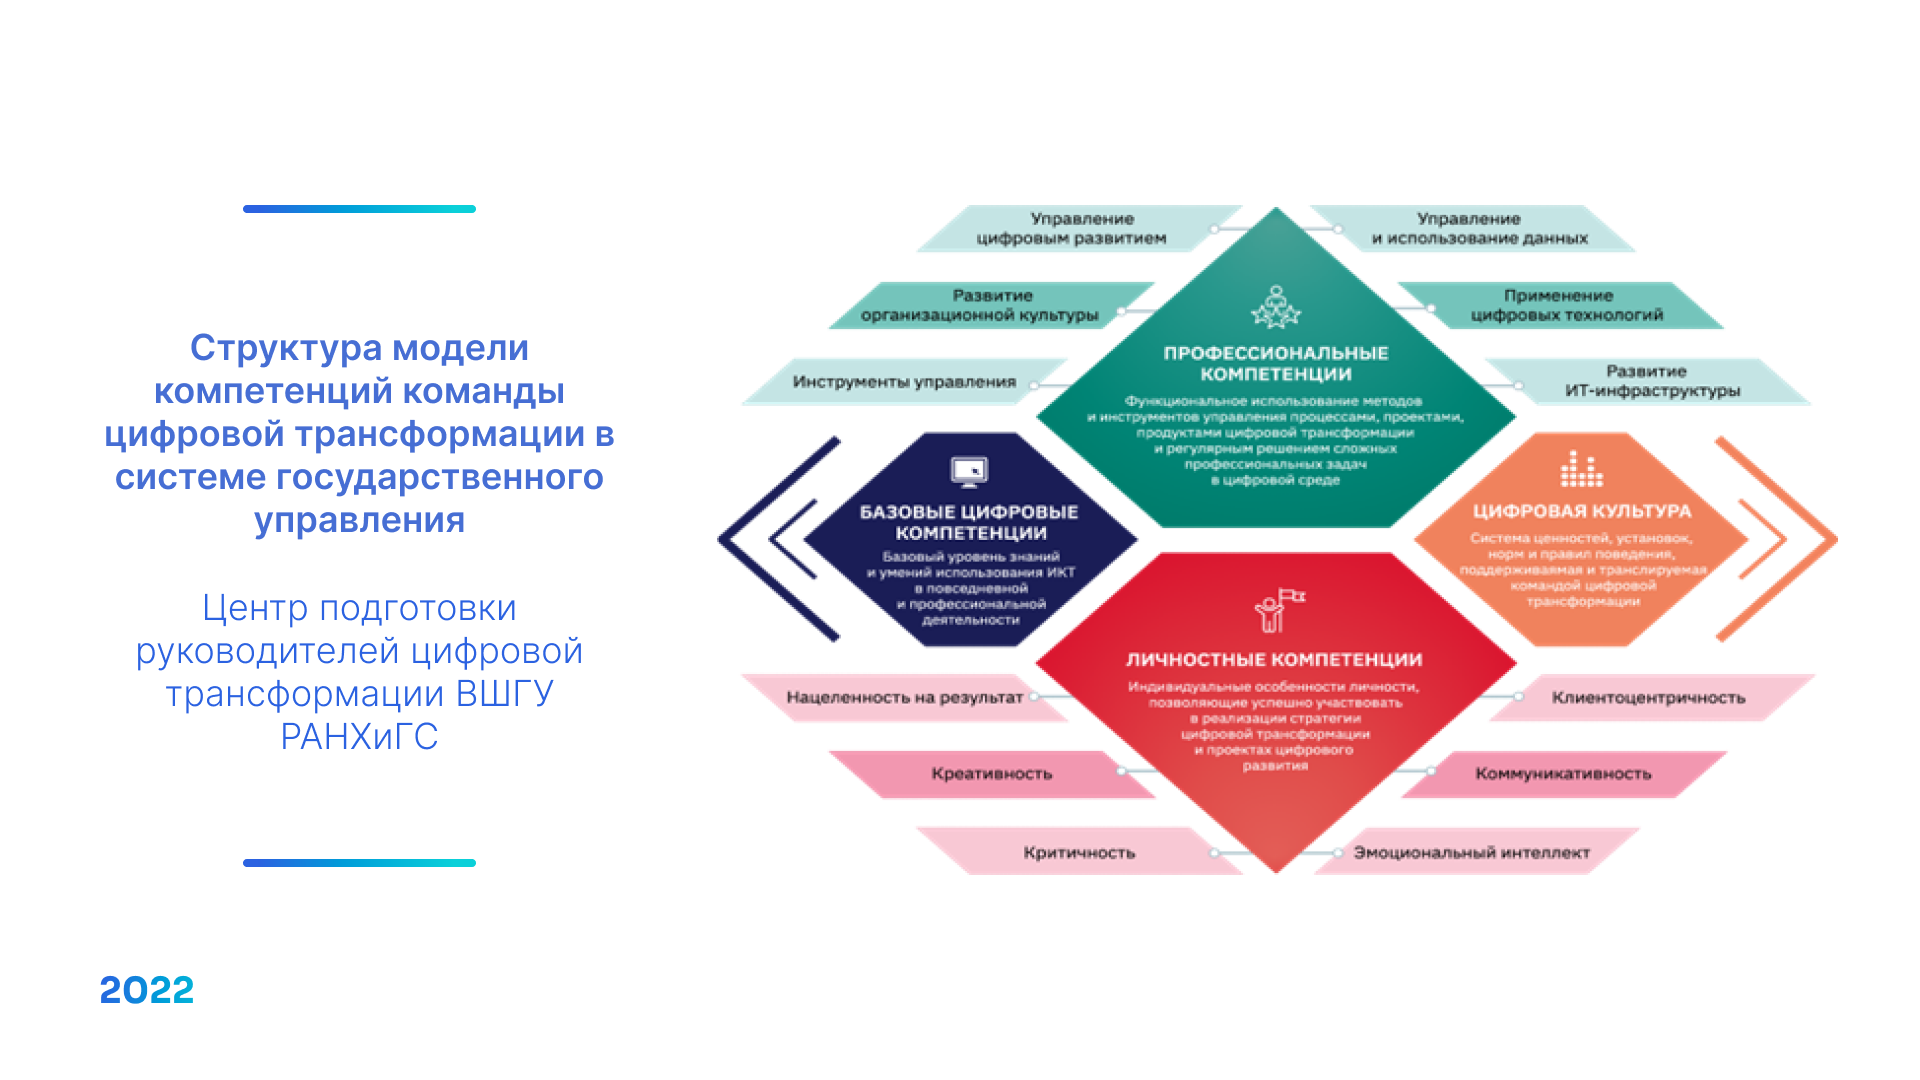 Структура модели
компетенций команды
цифровой трансформации в
системе государственного
управления
Центр подготовки
руководителей цифровой
трансформации ВШГУ
РАНХиГС
2022
Управление
цифровым развитием
Управление
и использование данных
Развитие
организационной культуры
Применение
цифровых технологий
Инструменты управления
Развитие
ИТ-инфраструктуры
ПРОФЕССИОНАЛЬНЫЕ
КОМПЕТЕНЦИИ
Функциональное использование методов
и инструментов управления процессами, проектами,
продуктами цифровой трансформации
и регулярным решением сложных
профессиональных задач
в цифровой среде
БАЗОВЫЕ ЦИФРОВЫЕ
КОМПЕТЕНЦИИ
Базовый уровень знаний
и умений использования ИКТ
в повседневной
и профессиональной
деятельности
ЦИФРОВАЯ КУЛЬТУРА
Система ценностей, установок,
норм и правил поведения,
поддерживаемая и транслируемая
командой цифровой
трансформации
ЛИЧНОСТНЫЕ КОМПЕТЕНЦИИ
Индивидуальные особенности личности,
позволяющие успешно участвовать
в реализации стратегии
цифровой трансформации
и проектах цифрового
развития
Нацеленность на результат
Клиентоцентричность
Креативность
Коммуникативность
Критичность
Эмоциональный интеллект